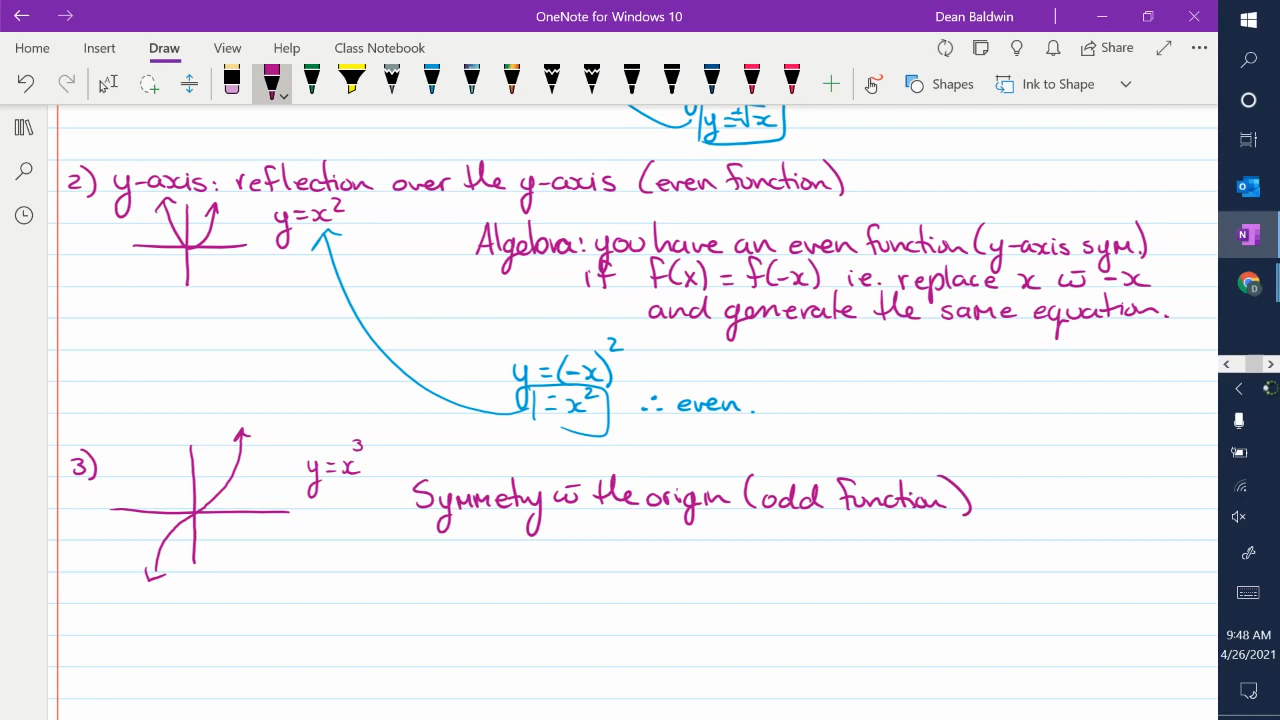 OneNote for Windows 10
Dean Baldwin
Home Insert Draw View Help Class Notebook
Share
Shapes
Ink to Shape
y = ±√x
2) y-axis: reflection over the y-axis (even function)
y = x²
Algebra: you have an even function (y-axis sym.)
if f(x) = f(-x) i.e. replace x w̄ -x
and generate the same equation.
y = (-x)²
y = x² ∴ even.
3)
y = x³
Symmetry w̄ the origin (odd function)
9:48 AM
4/26/2021